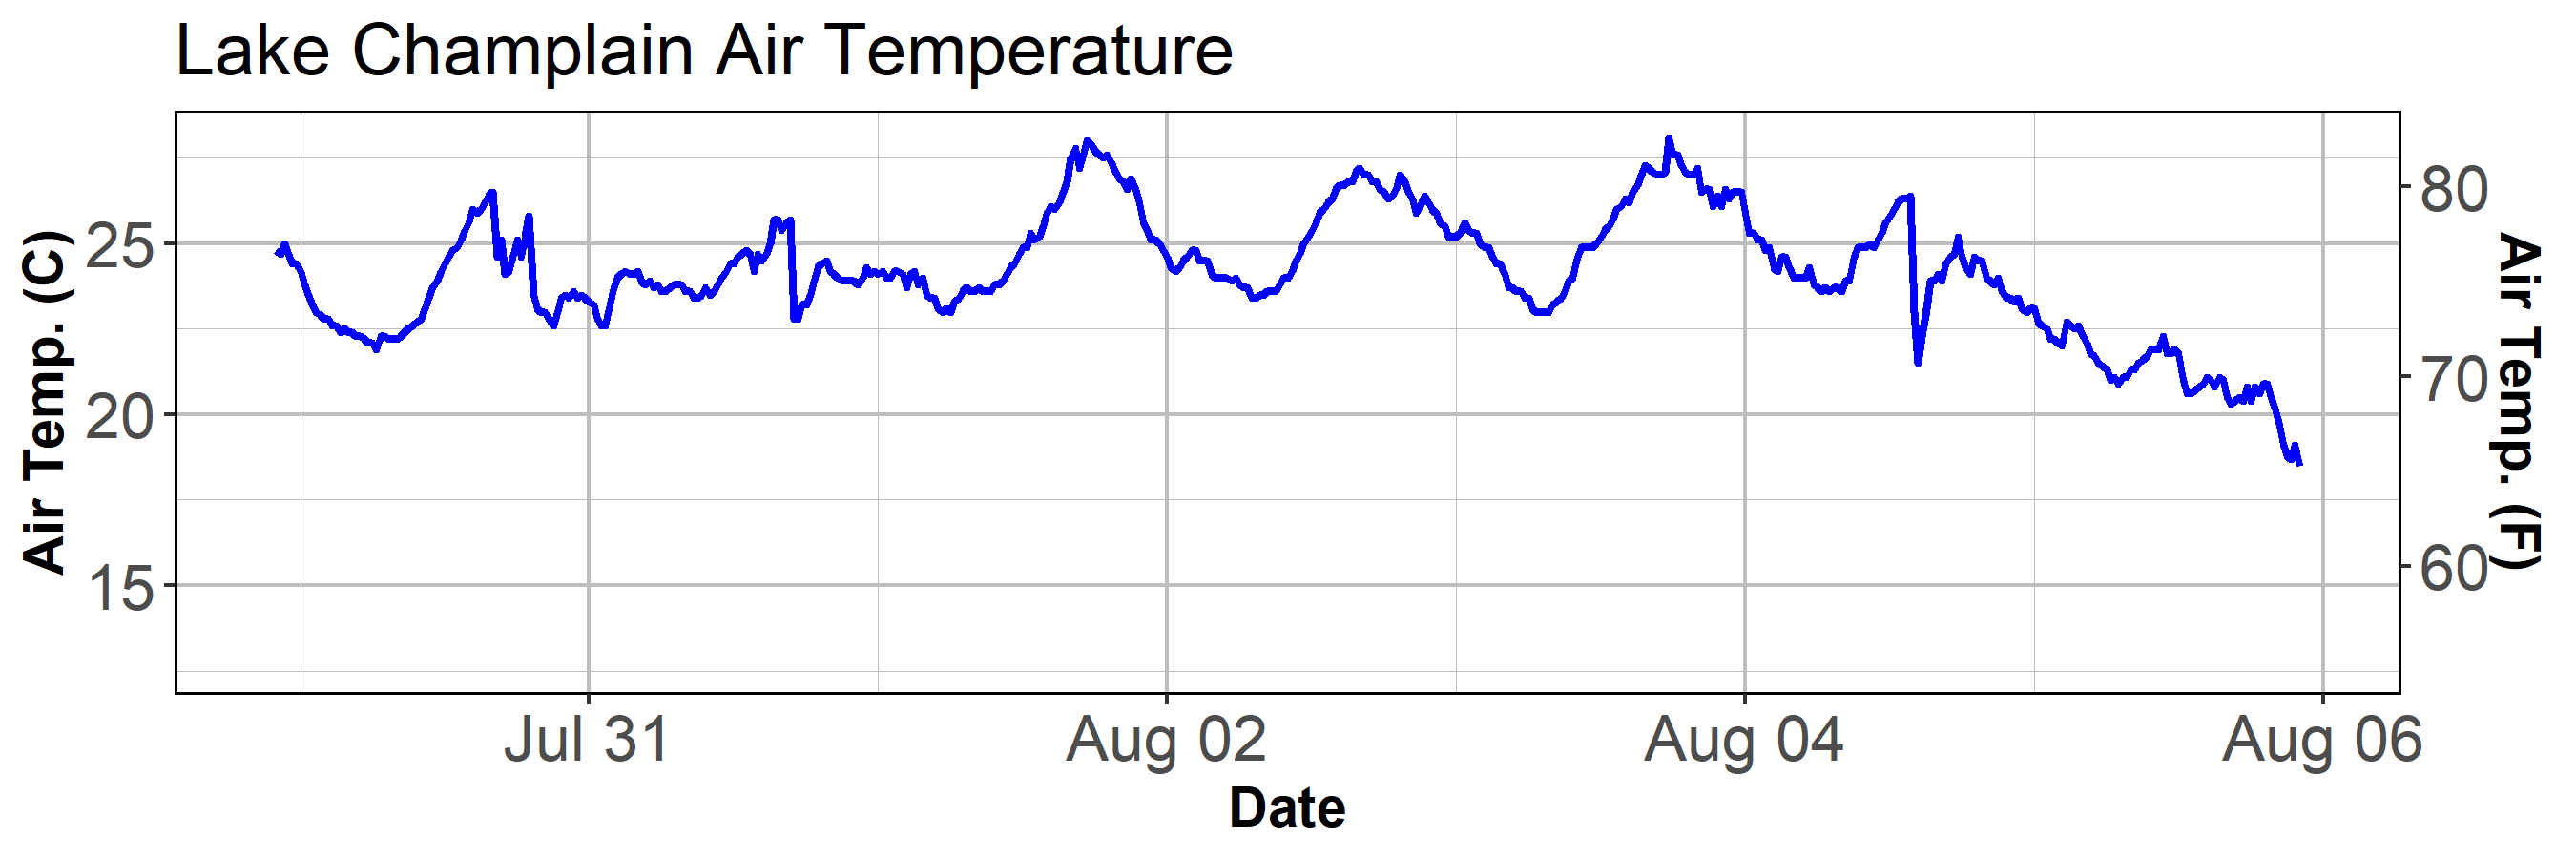 Lake Champlain Air Temperature
Air Temp. (C)
25
20
15
80
70
60
Air Temp. (F)
Jul 31
Aug 02
Aug 04
Aug 06
Date